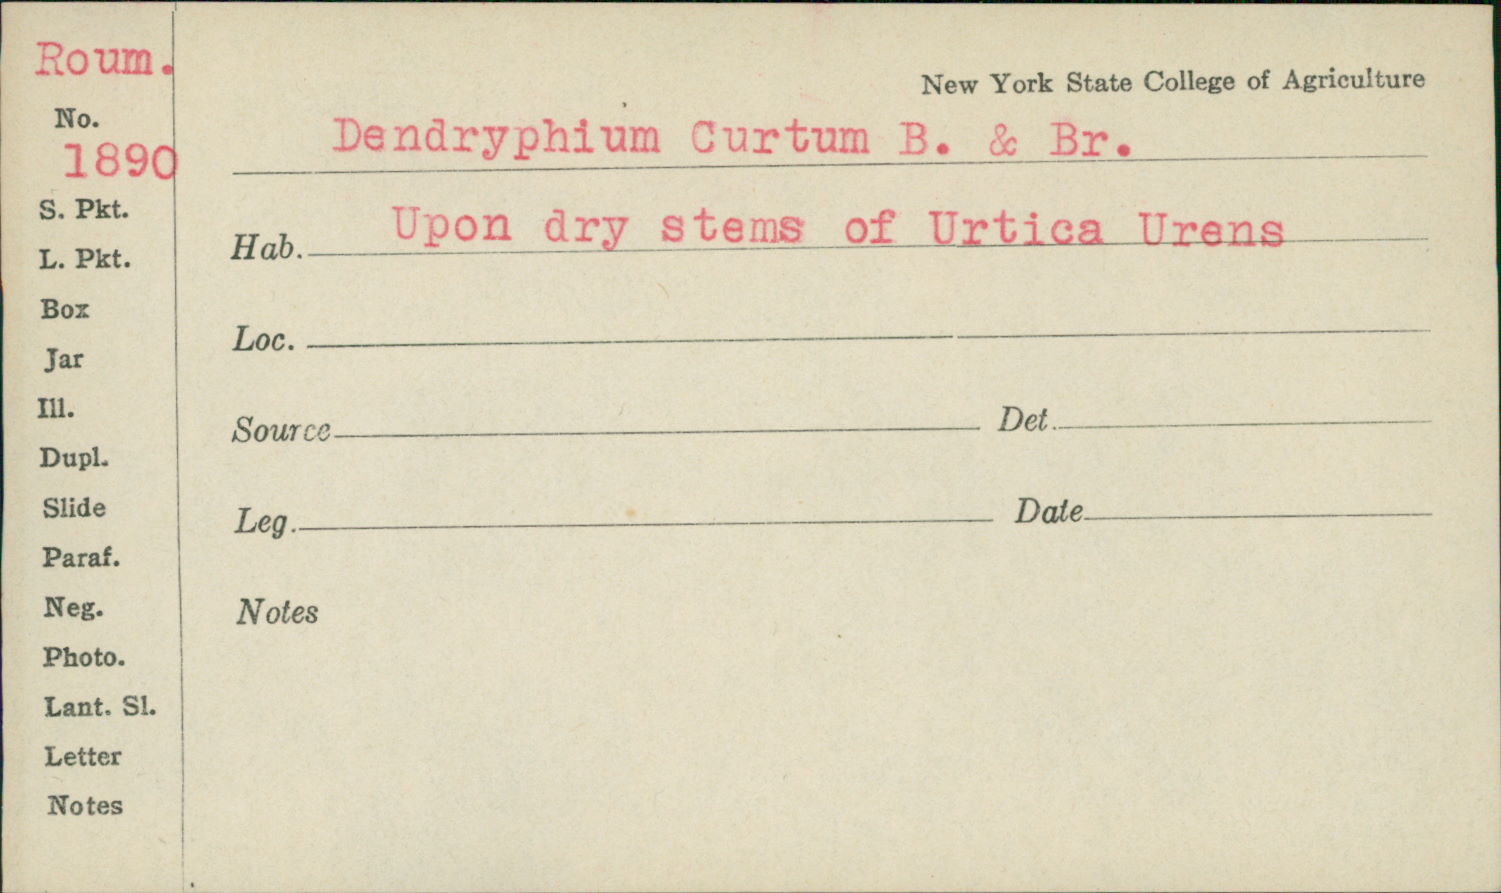 Roum.
New York State College of Agriculture
No.
1890
Dendryphium Curtum B. & Br.
S. Pkt.
Hab. Upon dry stems of Urtica Urens
L. Pkt.
Box
Loc.
Jar
Ill.
Source Det.
Dupl.
Slide
Leg. Date
Paraf.
Neg.
Notes
Photo.
Lant. Sl.
Letter
Notes